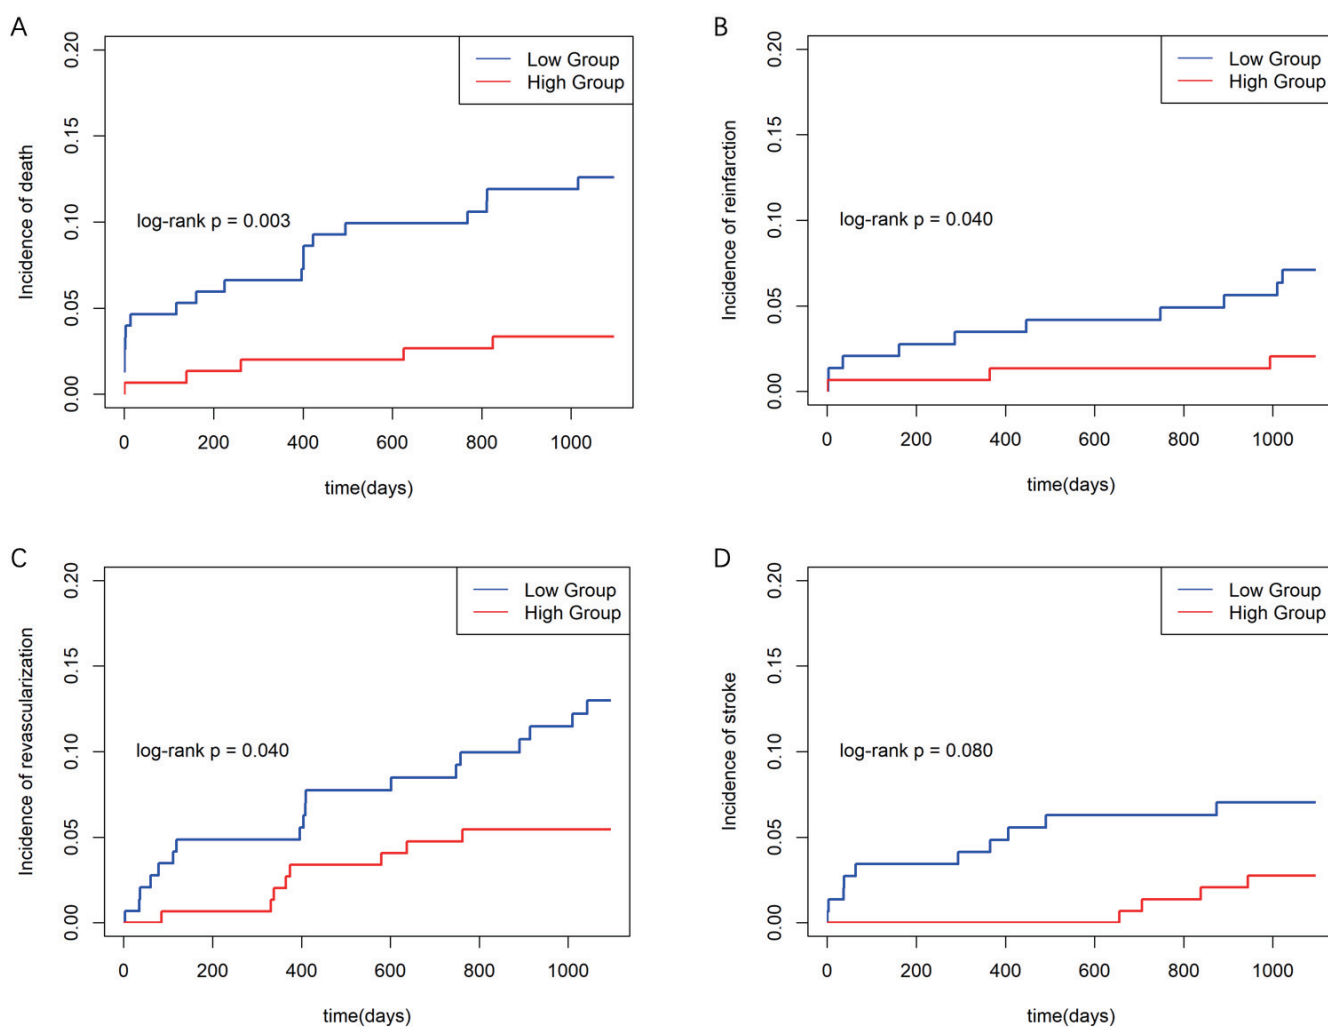 A
Low Group
High Group
log-rank p = 0.003
Incidence of death
0.00 0.05 0.10 0.15 0.20
0 200 400 600 800 1000
time(days)
B
Low Group
High Group
log-rank p = 0.040
Incidence of reinfarction
0.00 0.05 0.10 0.15 0.20
0 200 400 600 800 1000
time(days)
C
Low Group
High Group
log-rank p = 0.040
Incidence of revascularization
0.00 0.05 0.10 0.15 0.20
0 200 400 600 800 1000
time(days)
D
Low Group
High Group
log-rank p = 0.080
Incidence of stroke
0.00 0.05 0.10 0.15 0.20
0 200 400 600 800 1000
time(days)